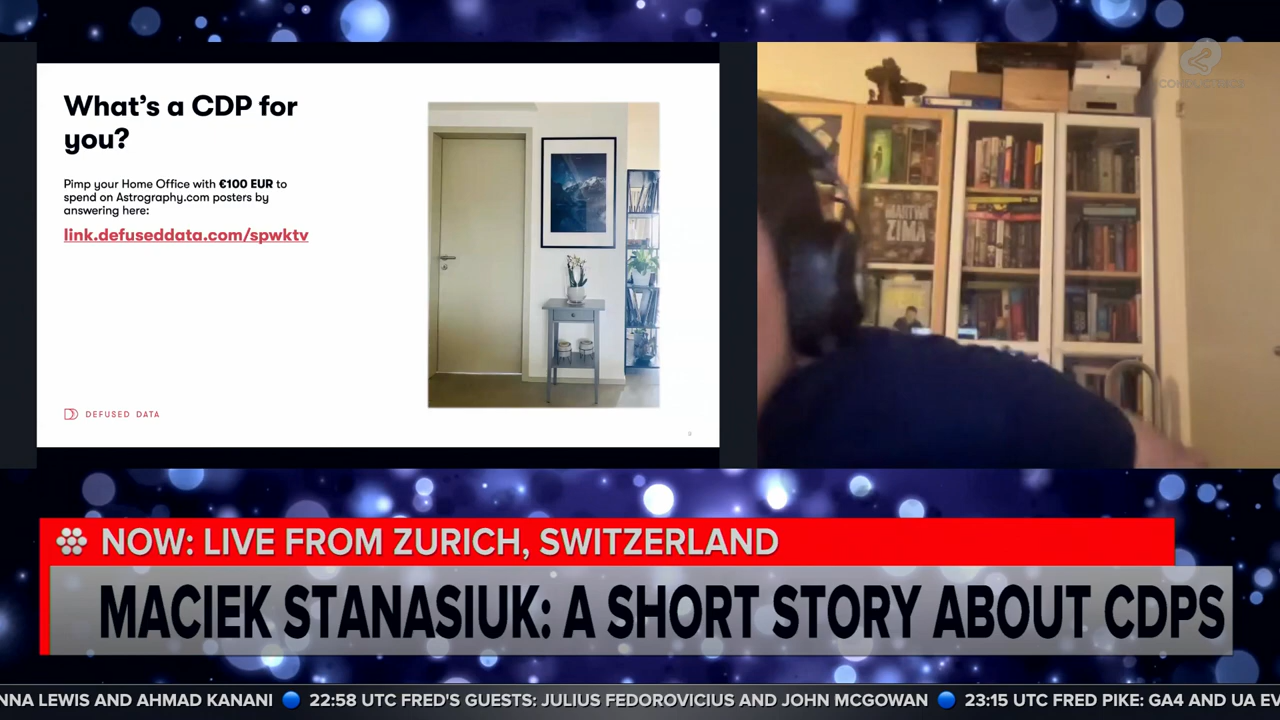 What's a CDP for
you?
Pimp your Home Office with €100 EUR to
spend on Astrography.com posters by
answering here:
link.defuseddata.com/spwktv
DEFUSED DATA
MARTWA
ZIMA
NOW: LIVE FROM ZURICH, SWITZERLAND
MACIEK STANASIUK: A SHORT STORY ABOUT CDPS
NNA LEWIS AND AHMAD KANANI 🔵 22:58 UTC FRED'S GUESTS: JULIUS FEDOROVICIUS AND JOHN MCGOWAN 🔵 23:15 UTC FRED PIKE: GA4 AND UA EV